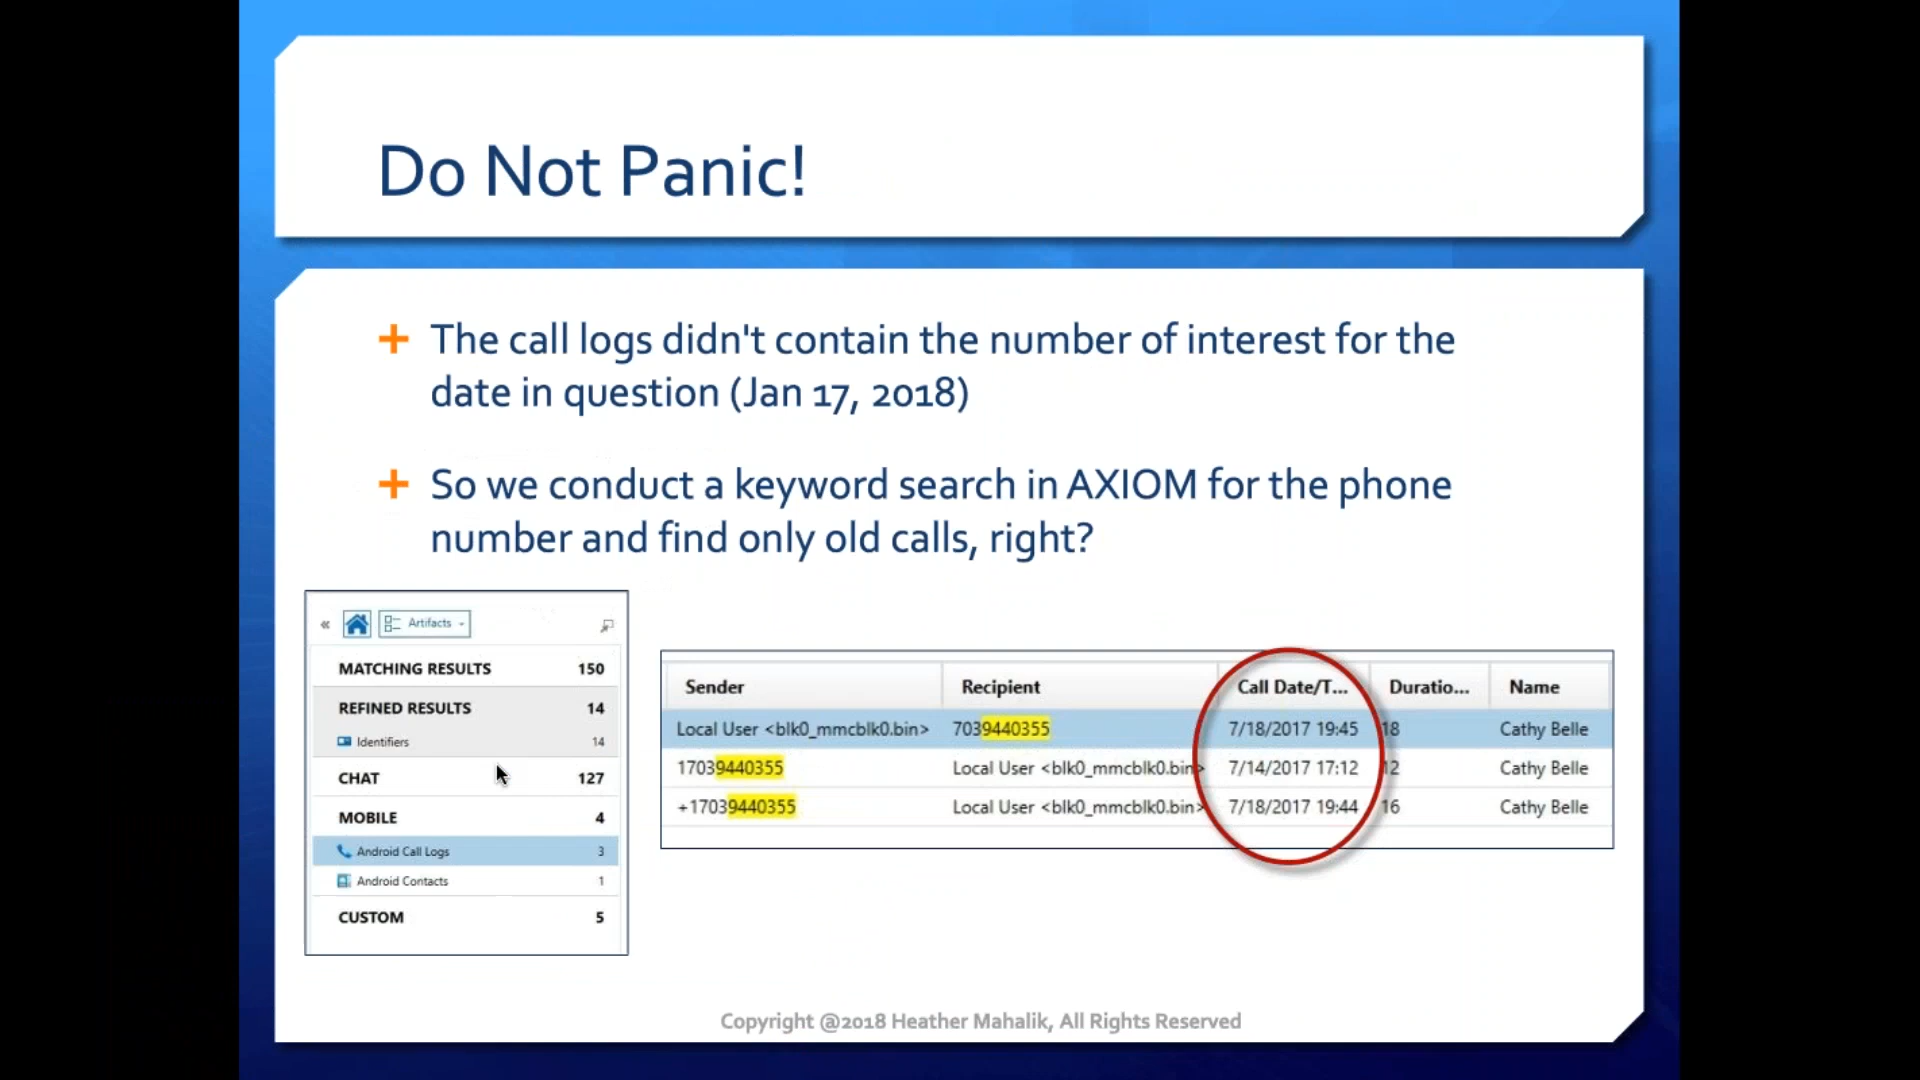 Do Not Panic!
The call logs didn't contain the number of interest for the
date in question (Jan 17, 2018)
So we conduct a keyword search in AXIOM for the phone
number and find only old calls, right?
« Artifacts
MATCHING RESULTS 150
REFINED RESULTS 14
Identifiers 14
CHAT 127
MOBILE 4
Android Call Logs 3
Android Contacts 1
CUSTOM 5
Sender Recipient Call Date/T... Duratio... Name
Local User <blk0_mmcblk0.bin> 7039440355 7/18/2017 19:45 18 Cathy Belle
17039440355 Local User <blk0_mmcblk0.bin> 7/14/2017 17:12 12 Cathy Belle
+17039440355 Local User <blk0_mmcblk0.bin> 7/18/2017 19:44 16 Cathy Belle
Copyright @2018 Heather Mahalik, All Rights Reserved